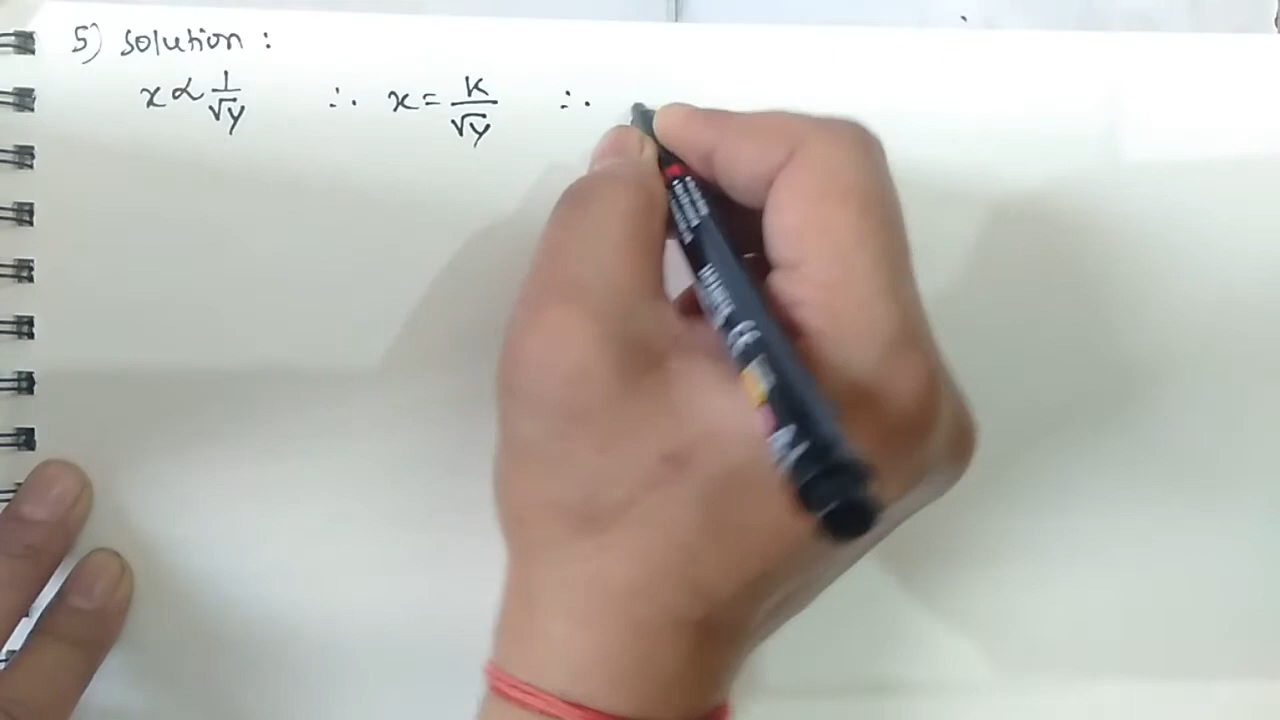 5) Solution :
x ∝ 1/√y ∴ x = K/√y ∴